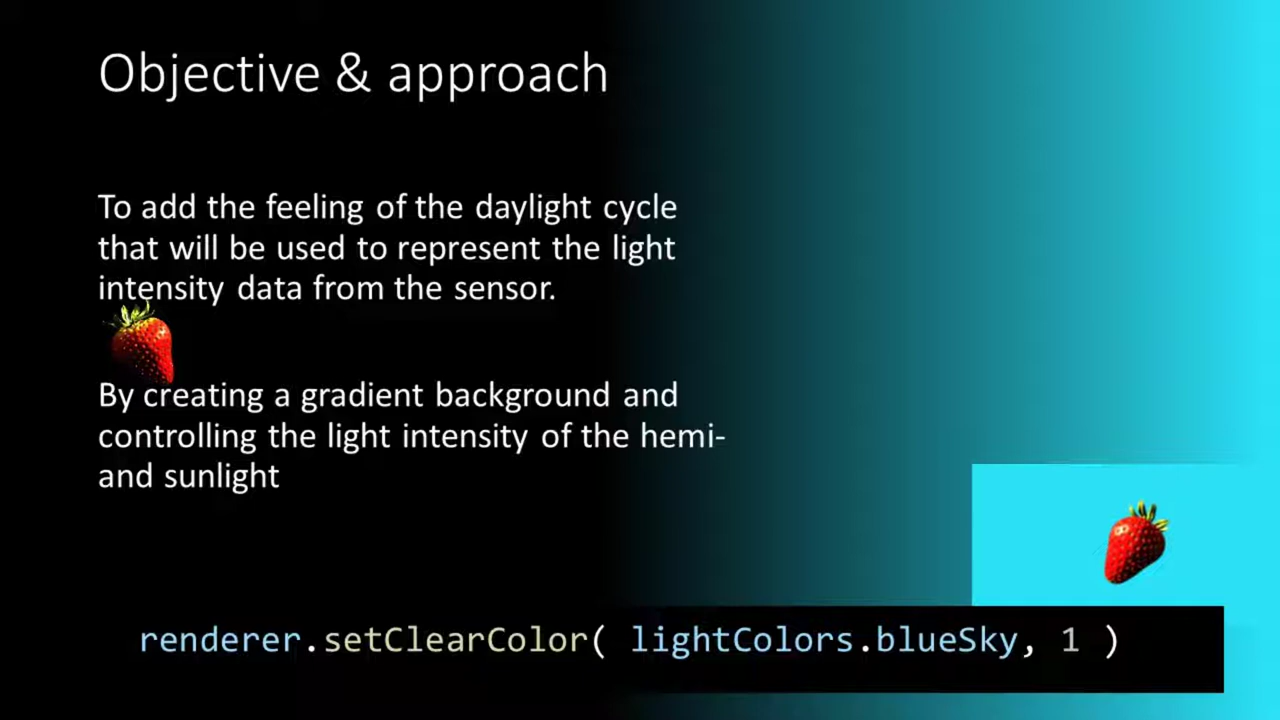 Objective & approach
To add the feeling of the daylight cycle
that will be used to represent the light
intensity data from the sensor.
By creating a gradient background and
controlling the light intensity of the hemi-
and sunlight
renderer.setClearColor( lightColors.blueSky, 1 )